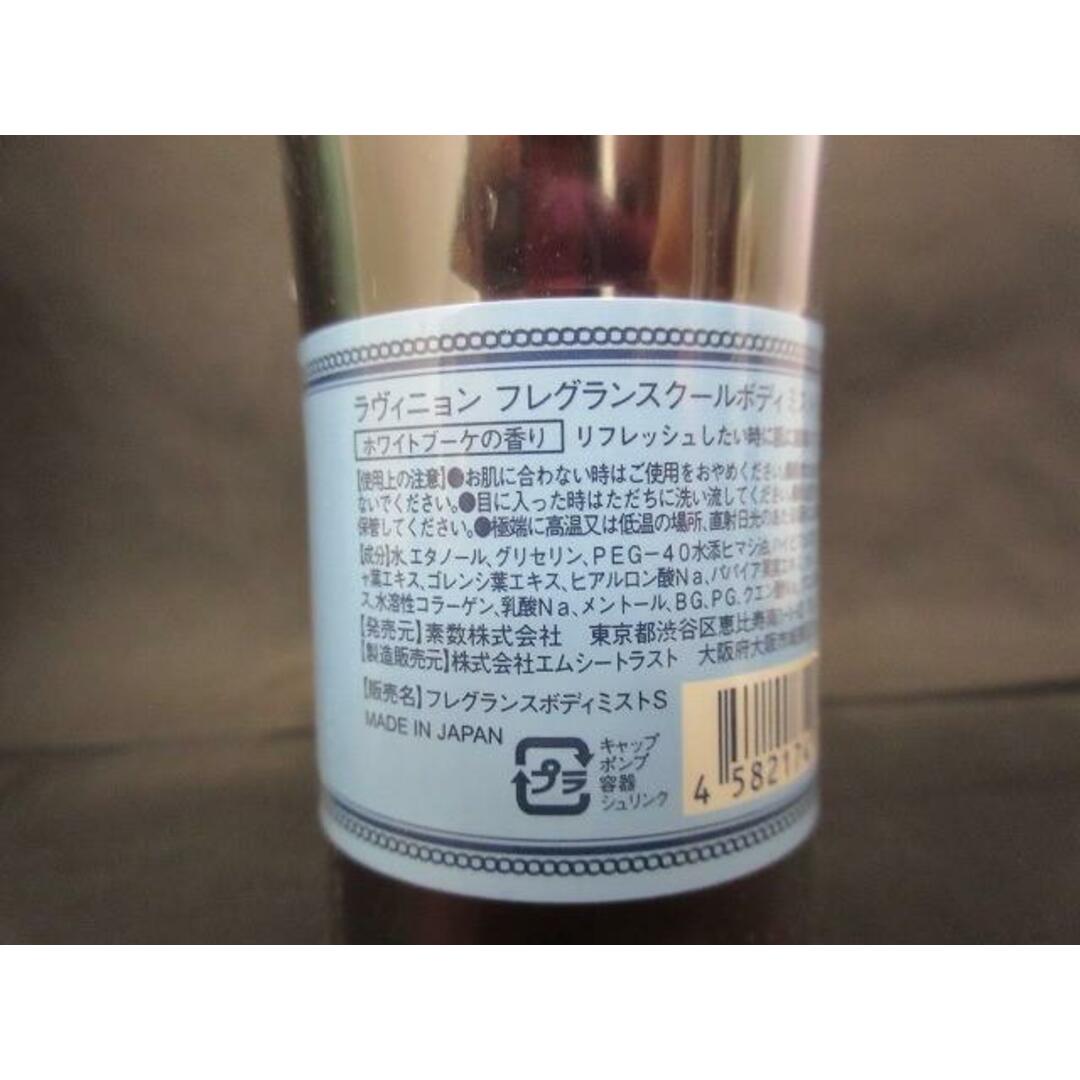 ラヴィニョン フレグランスクールボディミス
ホワイトブーケの香り リフレッシュしたい時に
【使用上の注意】●お肌に合わない時はご使用をおやめください。
ないでください。●目に入った時はただちに洗い流してください。
保管してください。●極端に高温又は低温の場所、直射日光のあた
【成分】水、エタノール、グリセリン、PEG-40水添ヒマシ油、
ヤ葉エキス、ゴレンシ葉エキス、ヒアルロン酸Na、パパイア果実エキ
ス、水溶性コラーゲン、乳酸Na、メントール、BG、PG、クエン酸Na、
【発売元】素数株式会社 東京都渋谷区恵比寿南
【製造販売元】株式会社エムシートラスト 大阪府大阪市
【販売名】フレグランスボディミストS
MADE IN JAPAN
プラ
キャップ
ポンプ
容器
シュリンク
4 582174